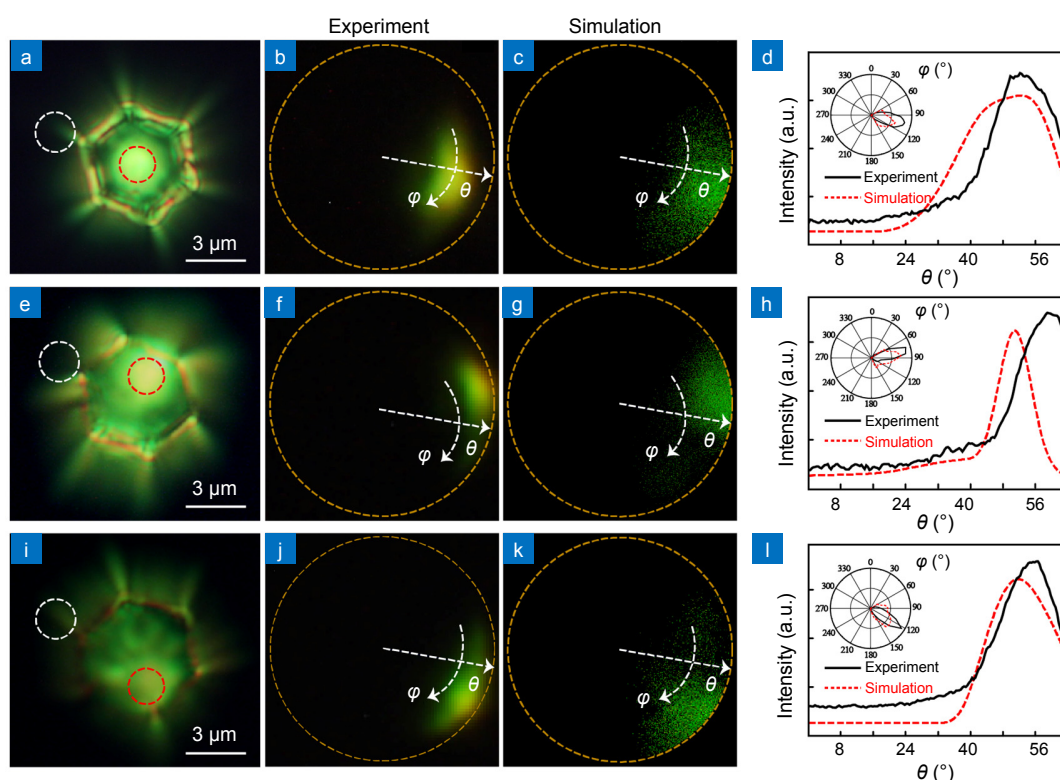 Experiment
Simulation
a
3 μm
b
φ
θ
c
φ
θ
d
Intensity (a.u.)
φ (°)
0
30
60
90
120
150
180
210
240
270
300
330
Experiment
Simulation
8
24
40
56
θ (°)
e
3 μm
f
φ
θ
g
φ
θ
h
Intensity (a.u.)
φ (°)
0
30
60
90
120
150
180
210
240
270
300
330
Experiment
Simulation
8
24
40
56
θ (°)
i
3 μm
j
φ
θ
k
φ
θ
l
Intensity (a.u.)
φ (°)
0
30
60
90
120
150
180
210
240
270
300
330
Experiment
Simulation
8
24
40
56
θ (°)